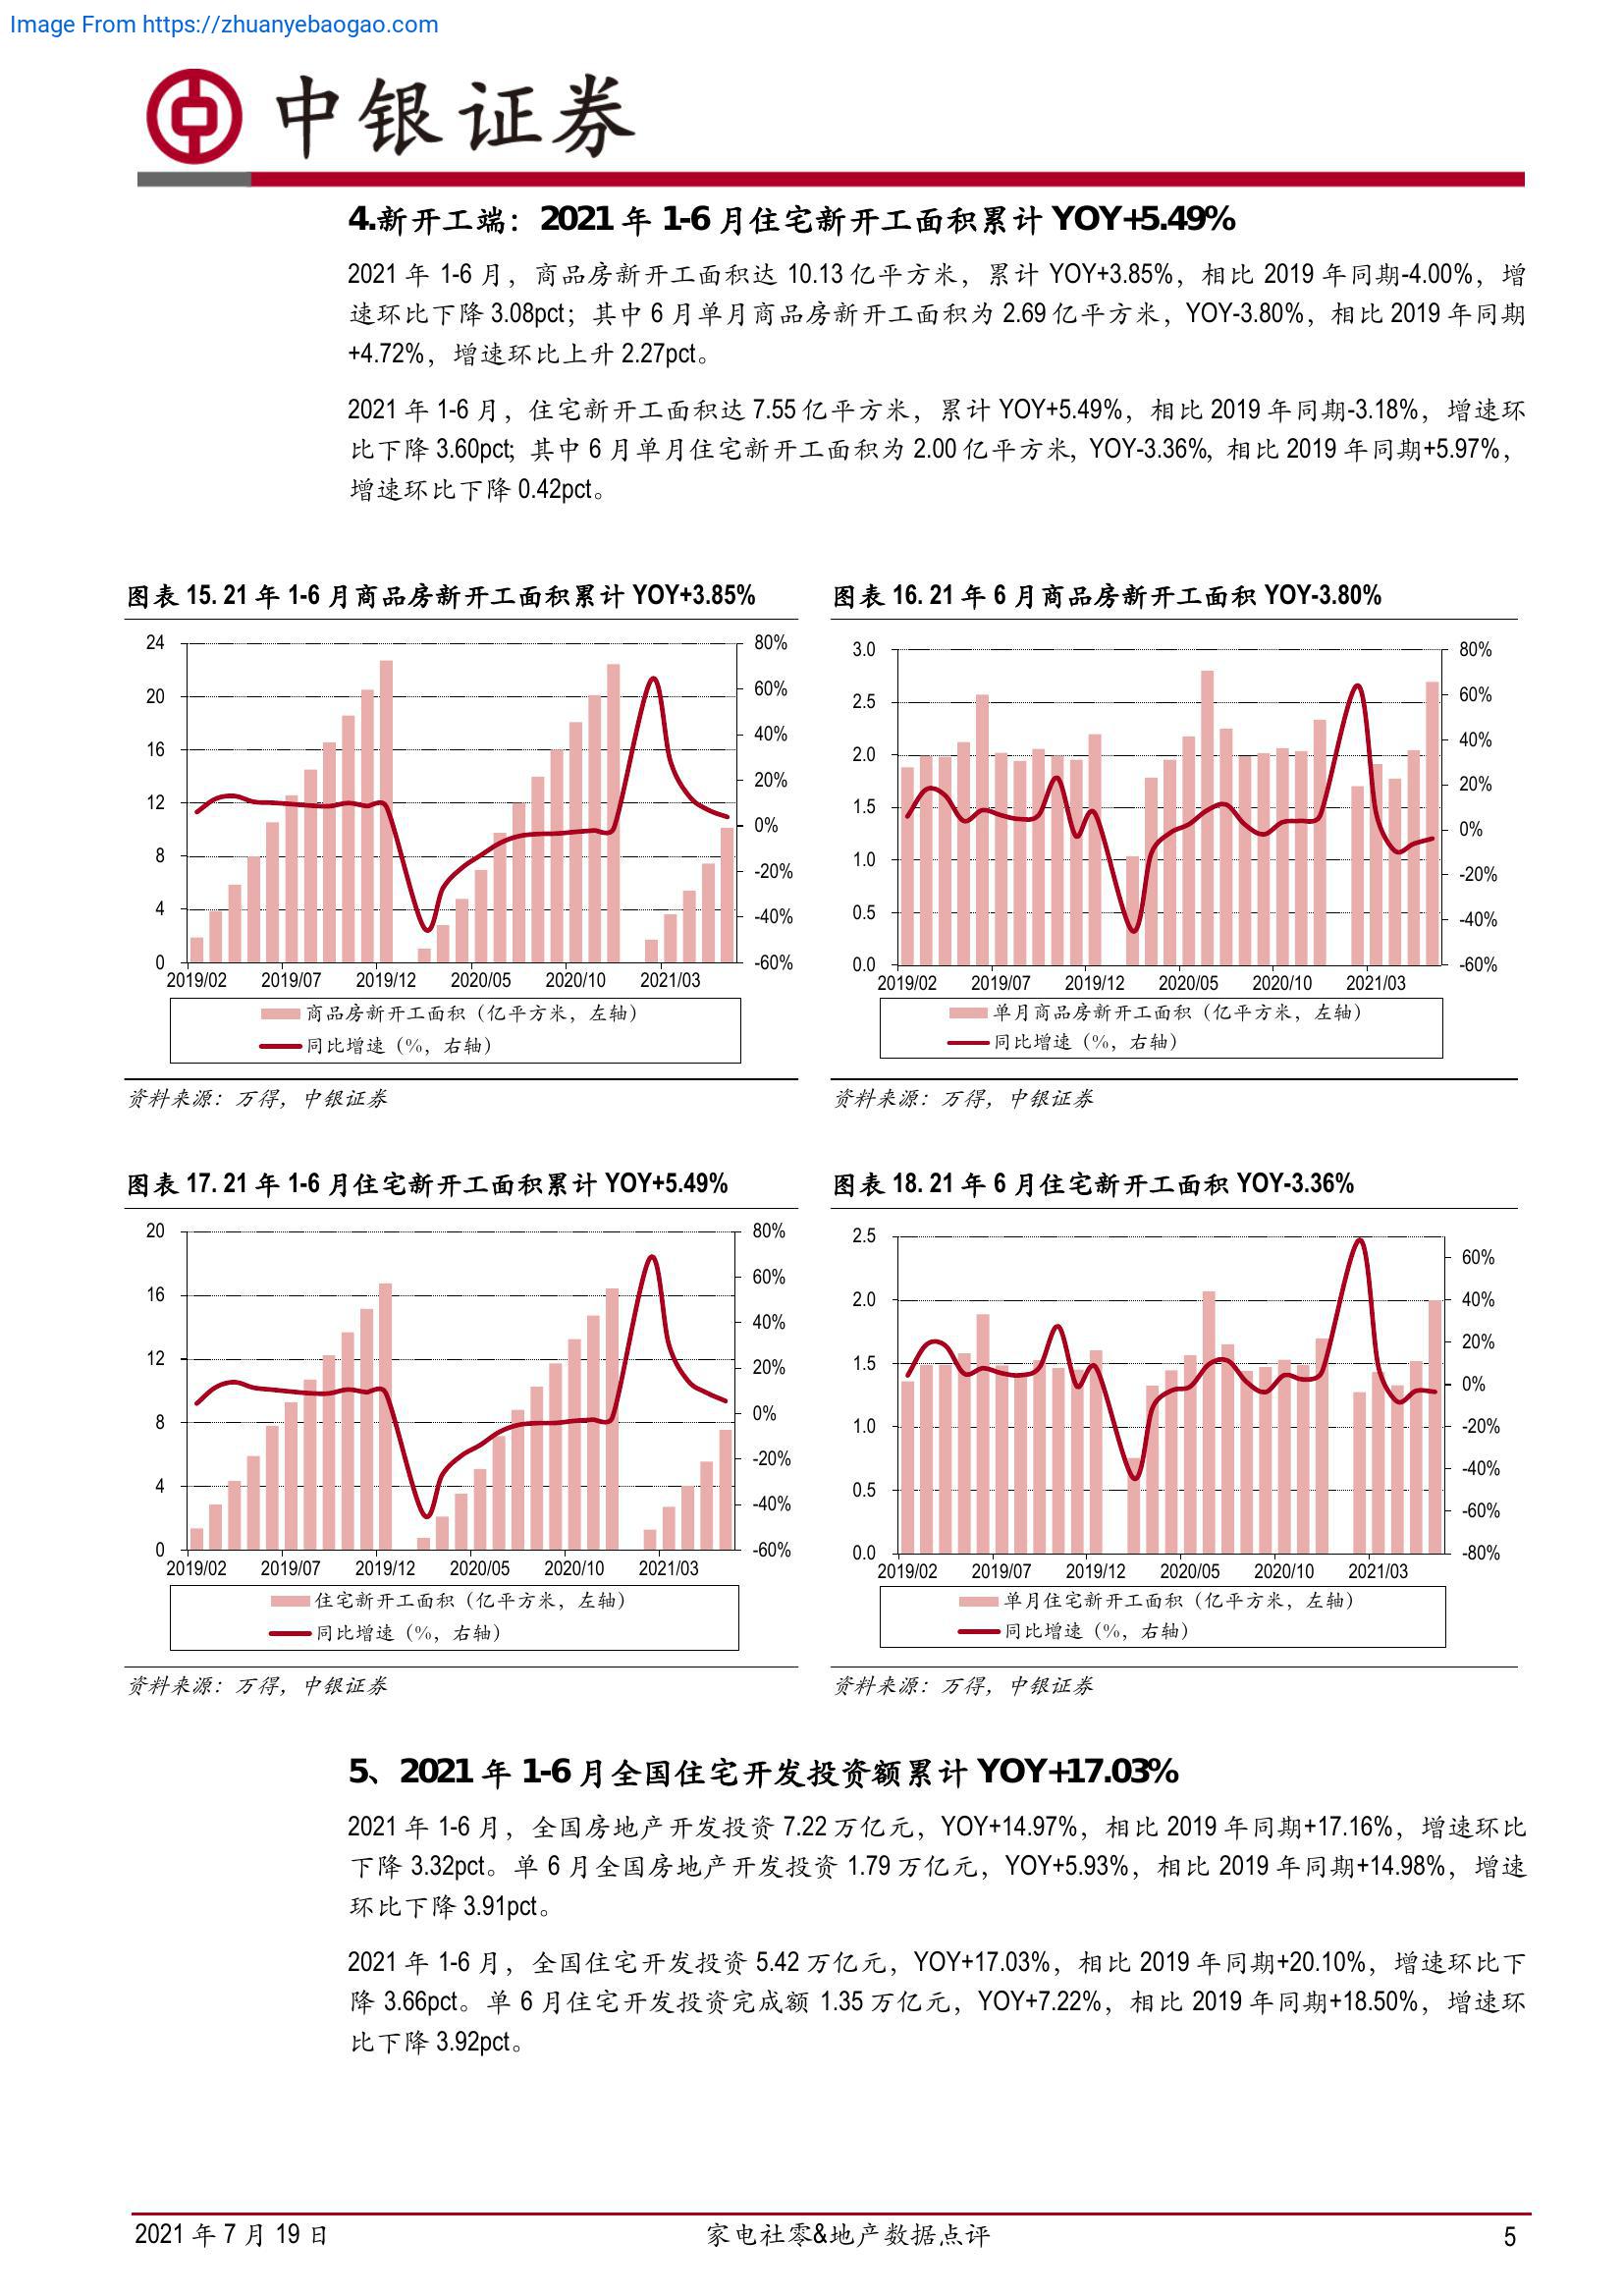 Image From https://zhuanyebaogao.com
中银证券
4.新开工端：2021 年 1-6 月住宅新开工面积累计 YOY+5.49%
2021 年 1-6 月，商品房新开工面积达 10.13 亿平方米，累计 YOY+3.85%，相比 2019 年同期-4.00%，增
速环比下降 3.08pct；其中 6 月单月商品房新开工面积为 2.69 亿平方米，YOY-3.80%，相比 2019 年同期
+4.72%，增速环比上升 2.27pct。
2021 年 1-6 月，住宅新开工面积达 7.55 亿平方米，累计 YOY+5.49%，相比 2019 年同期-3.18%，增速环
比下降 3.60pct；其中 6 月单月住宅新开工面积为 2.00 亿平方米，YOY-3.36%，相比 2019 年同期+5.97%，
增速环比下降 0.42pct。
图表 15. 21 年 1-6 月商品房新开工面积累计 YOY+3.85%
24
20
16
12
8
4
0
80%
60%
40%
20%
0%
-20%
-40%
-60%
2019/02 2019/07 2019/12 2020/05 2020/10 2021/03
商品房新开工面积（亿平方米，左轴）
同比增速（%，右轴）
资料来源：万得，中银证券
图表 16. 21 年 6 月商品房新开工面积 YOY-3.80%
3.0
2.5
2.0
1.5
1.0
0.5
0.0
80%
60%
40%
20%
0%
-20%
-40%
-60%
2019/02 2019/07 2019/12 2020/05 2020/10 2021/03
单月商品房新开工面积（亿平方米，左轴）
同比增速（%，右轴）
资料来源：万得，中银证券
图表 17. 21 年 1-6 月住宅新开工面积累计 YOY+5.49%
20
16
12
8
4
0
80%
60%
40%
20%
0%
-20%
-40%
-60%
2019/02 2019/07 2019/12 2020/05 2020/10 2021/03
住宅新开工面积（亿平方米，左轴）
同比增速（%，右轴）
资料来源：万得，中银证券
图表 18. 21 年 6 月住宅新开工面积 YOY-3.36%
2.5
2.0
1.5
1.0
0.5
0.0
60%
40%
20%
0%
-20%
-40%
-60%
-80%
2019/02 2019/07 2019/12 2020/05 2020/10 2021/03
单月住宅新开工面积（亿平方米，左轴）
同比增速（%，右轴）
资料来源：万得，中银证券
5、2021 年 1-6 月全国住宅开发投资额累计 YOY+17.03%
2021 年 1-6 月，全国房地产开发投资 7.22 万亿元，YOY+14.97%，相比 2019 年同期+17.16%，增速环比
下降 3.32pct。单 6 月全国房地产开发投资 1.79 万亿元，YOY+5.93%，相比 2019 年同期+14.98%，增速
环比下降 3.91pct。
2021 年 1-6 月，全国住宅开发投资 5.42 万亿元，YOY+17.03%，相比 2019 年同期+20.10%，增速环比下
降 3.66pct。单 6 月住宅开发投资完成额 1.35 万亿元，YOY+7.22%，相比 2019 年同期+18.50%，增速环
比下降 3.92pct。
2021 年 7 月 19 日 家电社零&地产数据点评 5